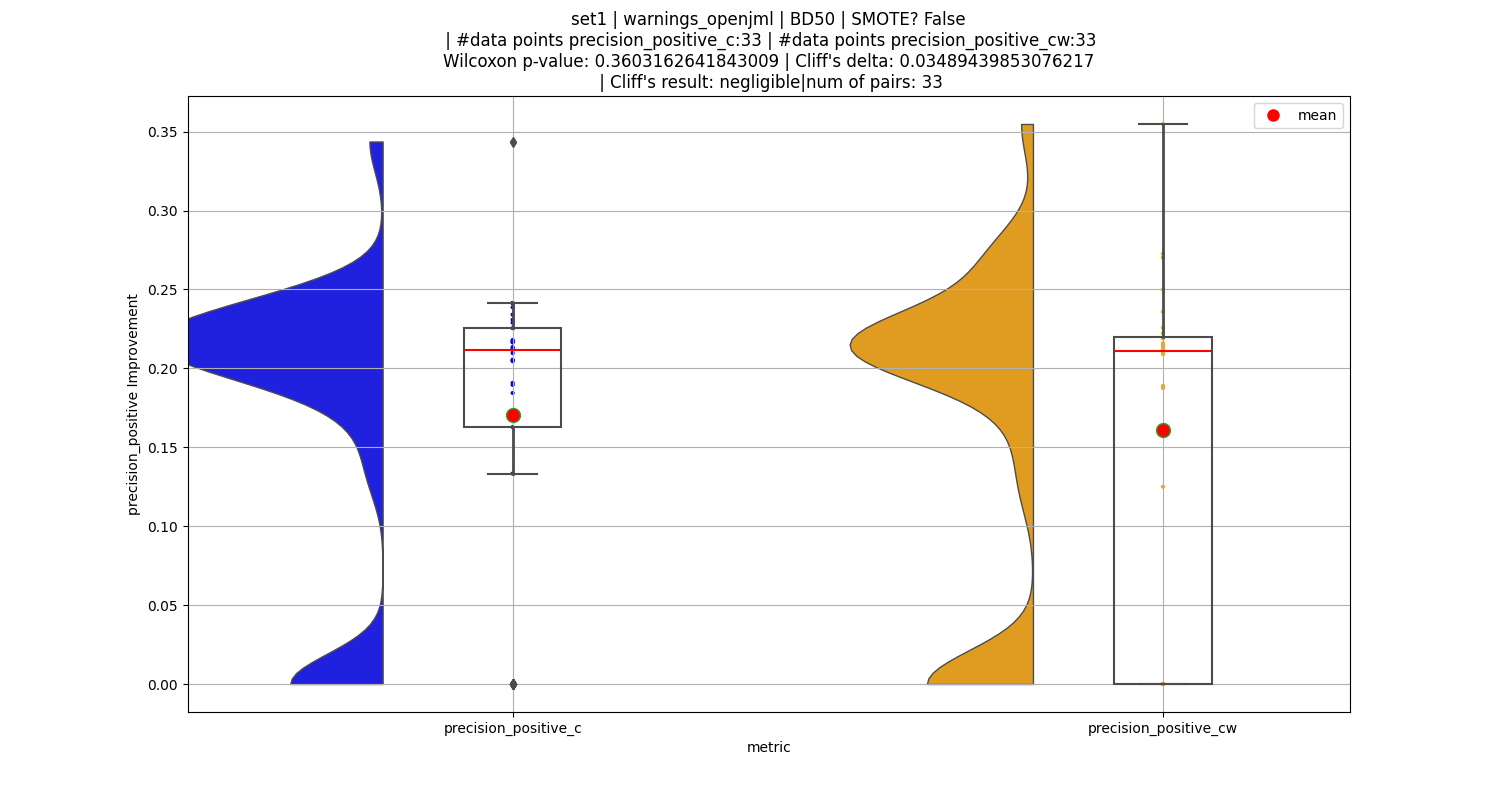 set1 | warnings_openjml | BD50 | SMOTE? False
| #data points precision_positive_c:33 | #data points precision_positive_cw:33
Wilcoxon p-value: 0.3603162641843009 | Cliff's delta: 0.03489439853076217
| Cliff's result: negligible|num of pairs: 33
mean
0.35
0.30
0.25
0.20
0.15
0.10
0.05
0.00
precision_positive Improvement
precision_positive_c
precision_positive_cw
metric